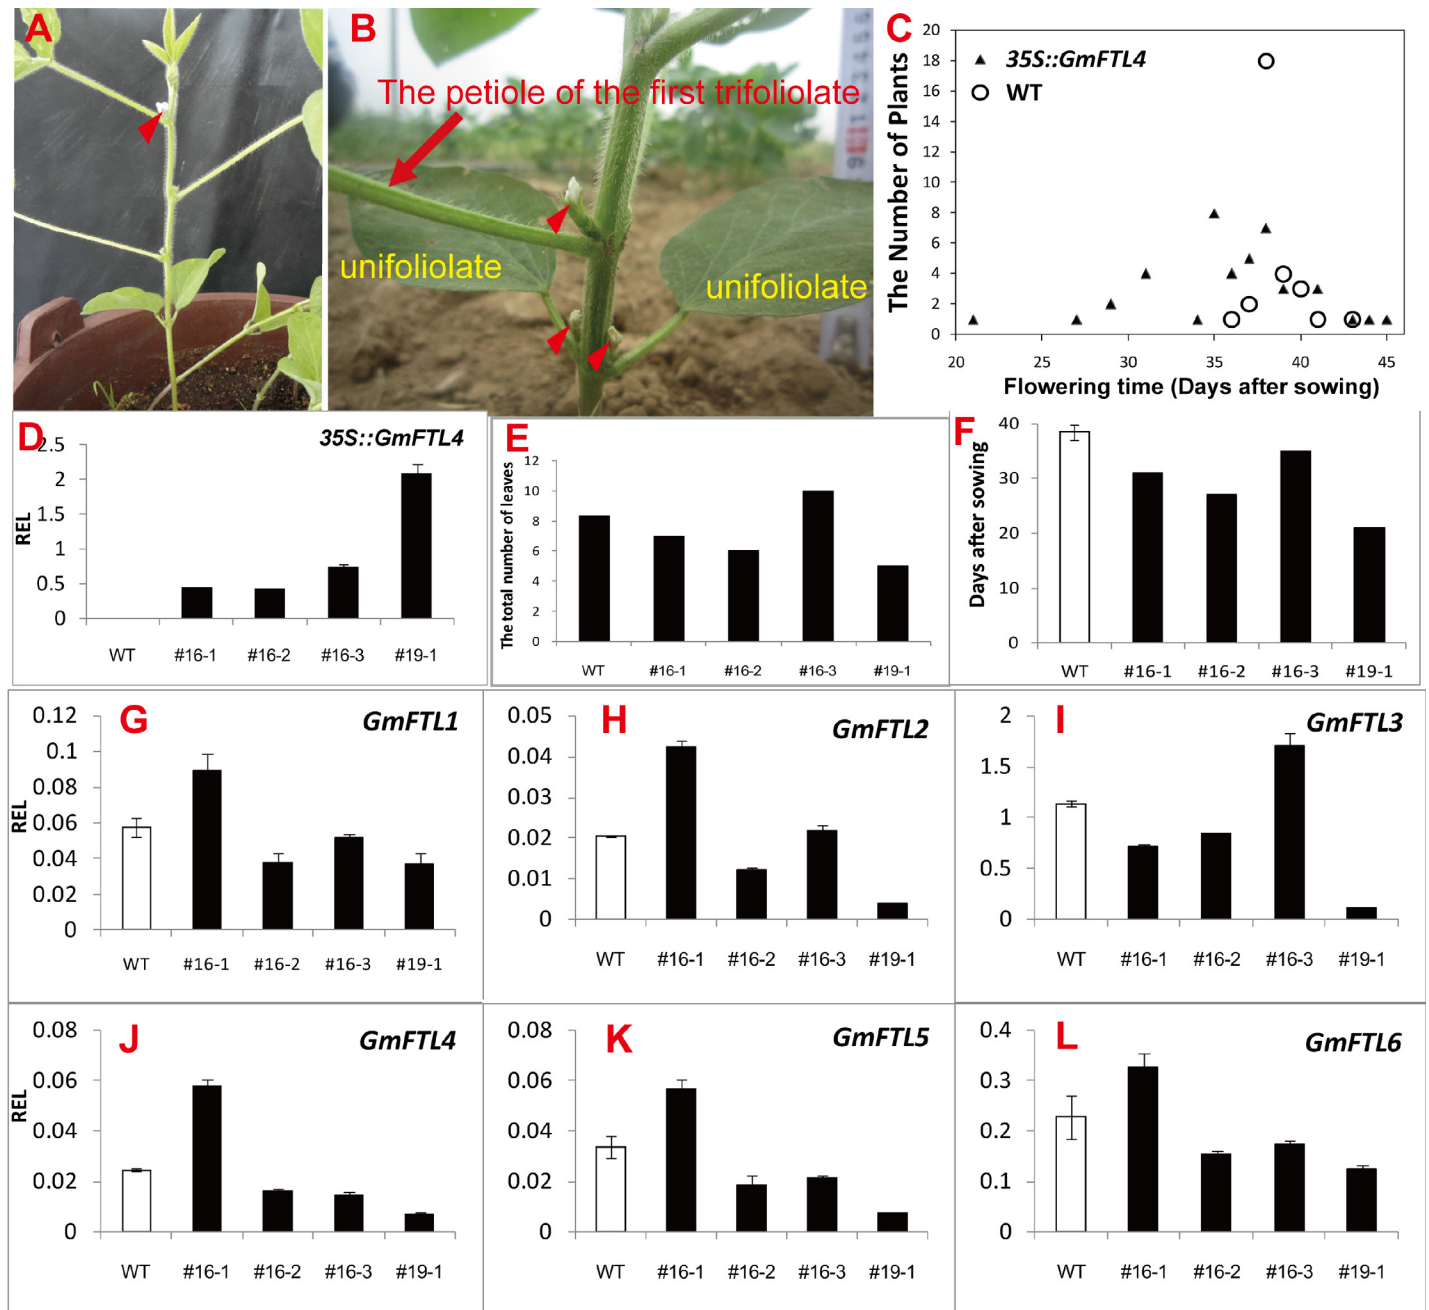 A
B
The petiole of the first trifoliolate
unifoliolate
unifoliolate
C
The Number of Plants
20
18
16
14
12
10
8
6
4
2
0
35S::GmFTL4
WT
20 25 30 35 40 45
Flowering time (Days after sowing)
D
35S::GmFTL4
REL
2.5
2
1.5
1
0.5
0
WT #16-1 #16-2 #16-3 #19-1
E
The total number of leaves
12
10
8
6
4
2
0
WT #16-1 #16-2 #16-3 #19-1
F
Days after sowing
40
30
20
10
0
WT #16-1 #16-2 #16-3 #19-1
G
GmFTL1
REL
0.12
0.1
0.08
0.06
0.04
0.02
0
WT #16-1 #16-2 #16-3 #19-1
H
GmFTL2
0.05
0.04
0.03
0.02
0.01
0
WT #16-1 #16-2 #16-3 #19-1
I
GmFTL3
2
1.5
1
0.5
0
WT #16-1 #16-2 #16-3 #19-1
J
GmFTL4
REL
0.08
0.06
0.04
0.02
0
WT #16-1 #16-2 #16-3 #19-1
K
GmFTL5
0.08
0.06
0.04
0.02
0
WT #16-1 #16-2 #16-3 #19-1
L
GmFTL6
0.4
0.3
0.2
0.1
0
WT #16-1 #16-2 #16-3 #19-1